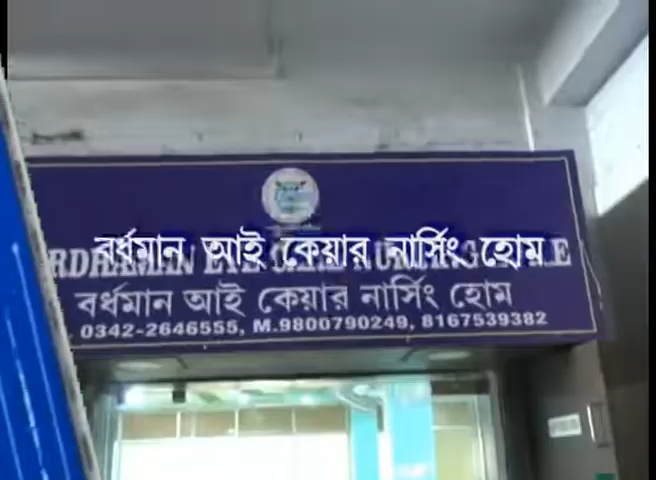 বর্ধমান আই কেয়ার নার্সিং হোম
বর্ধমান আই কেয়ার নার্সিং হোম
0342-2646555, M.9800790249, 8167539382